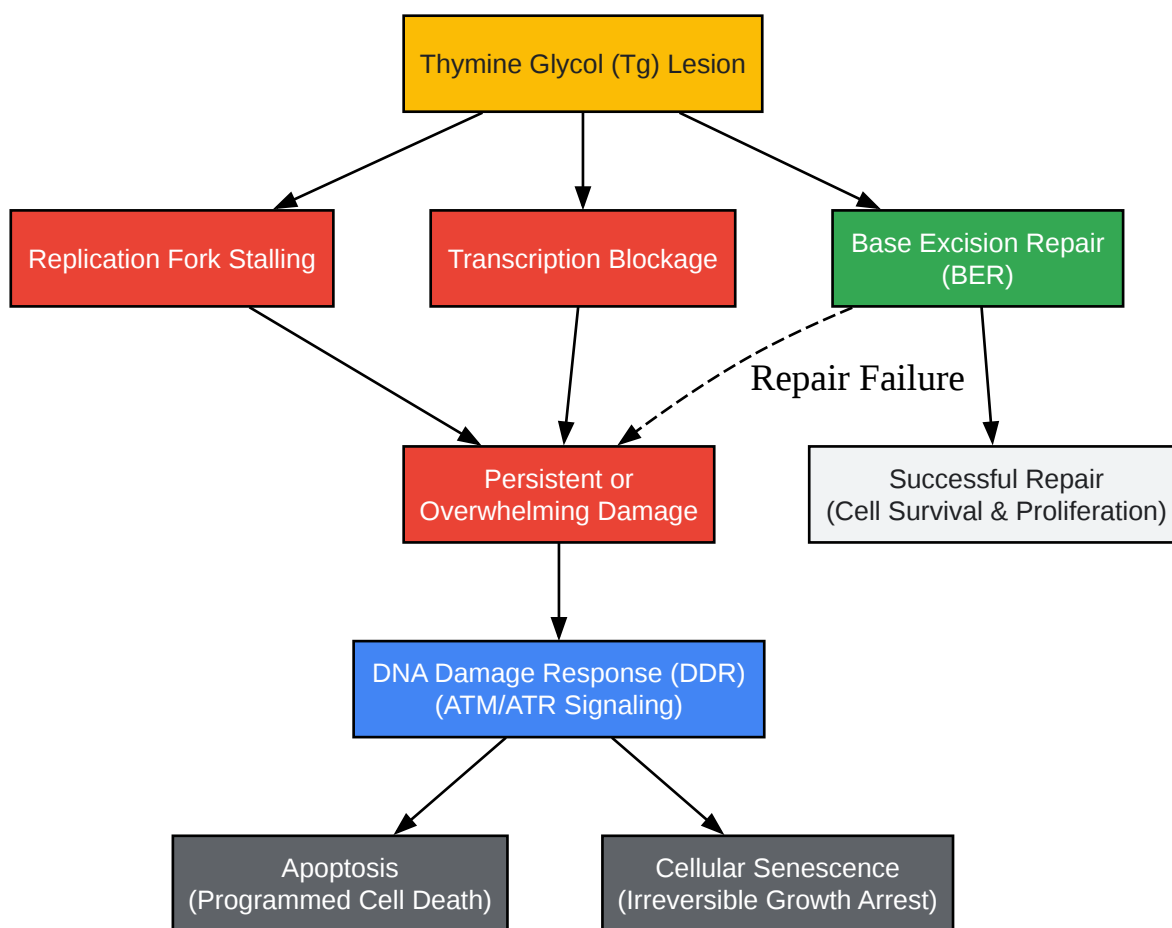 Thymine Glycol (Tg) Lesion
Replication Fork Stalling
Transcription Blockage
Base Excision Repair
(BER)
Repair Failure
Persistent or
Overwhelming Damage
Successful Repair
(Cell Survival & Proliferation)
DNA Damage Response (DDR)
(ATM/ATR Signaling)
Apoptosis
(Programmed Cell Death)
Cellular Senescence
(Irreversible Growth Arrest)